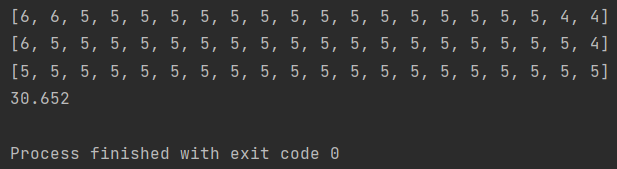 [6, 6, 5, 5, 5, 5, 5, 5, 5, 5, 5, 5, 5, 5, 5, 5, 5, 5, 4, 4]
[6, 5, 5, 5, 5, 5, 5, 5, 5, 5, 5, 5, 5, 5, 5, 5, 5, 5, 5, 4]
[5, 5, 5, 5, 5, 5, 5, 5, 5, 5, 5, 5, 5, 5, 5, 5, 5, 5, 5, 5]
30.652
Process finished with exit code 0